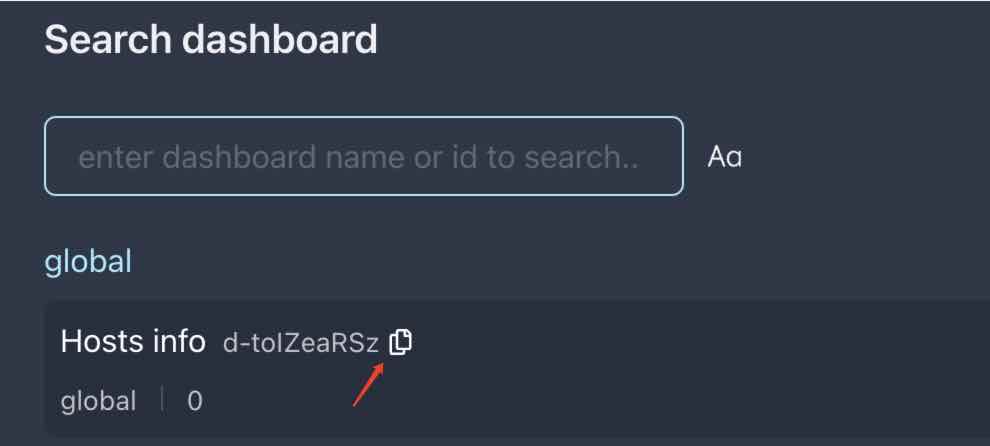 Search dashboard
enter dashboard name or id to search.. Aa
global
Hosts info d-toIZeaRSz
global 0